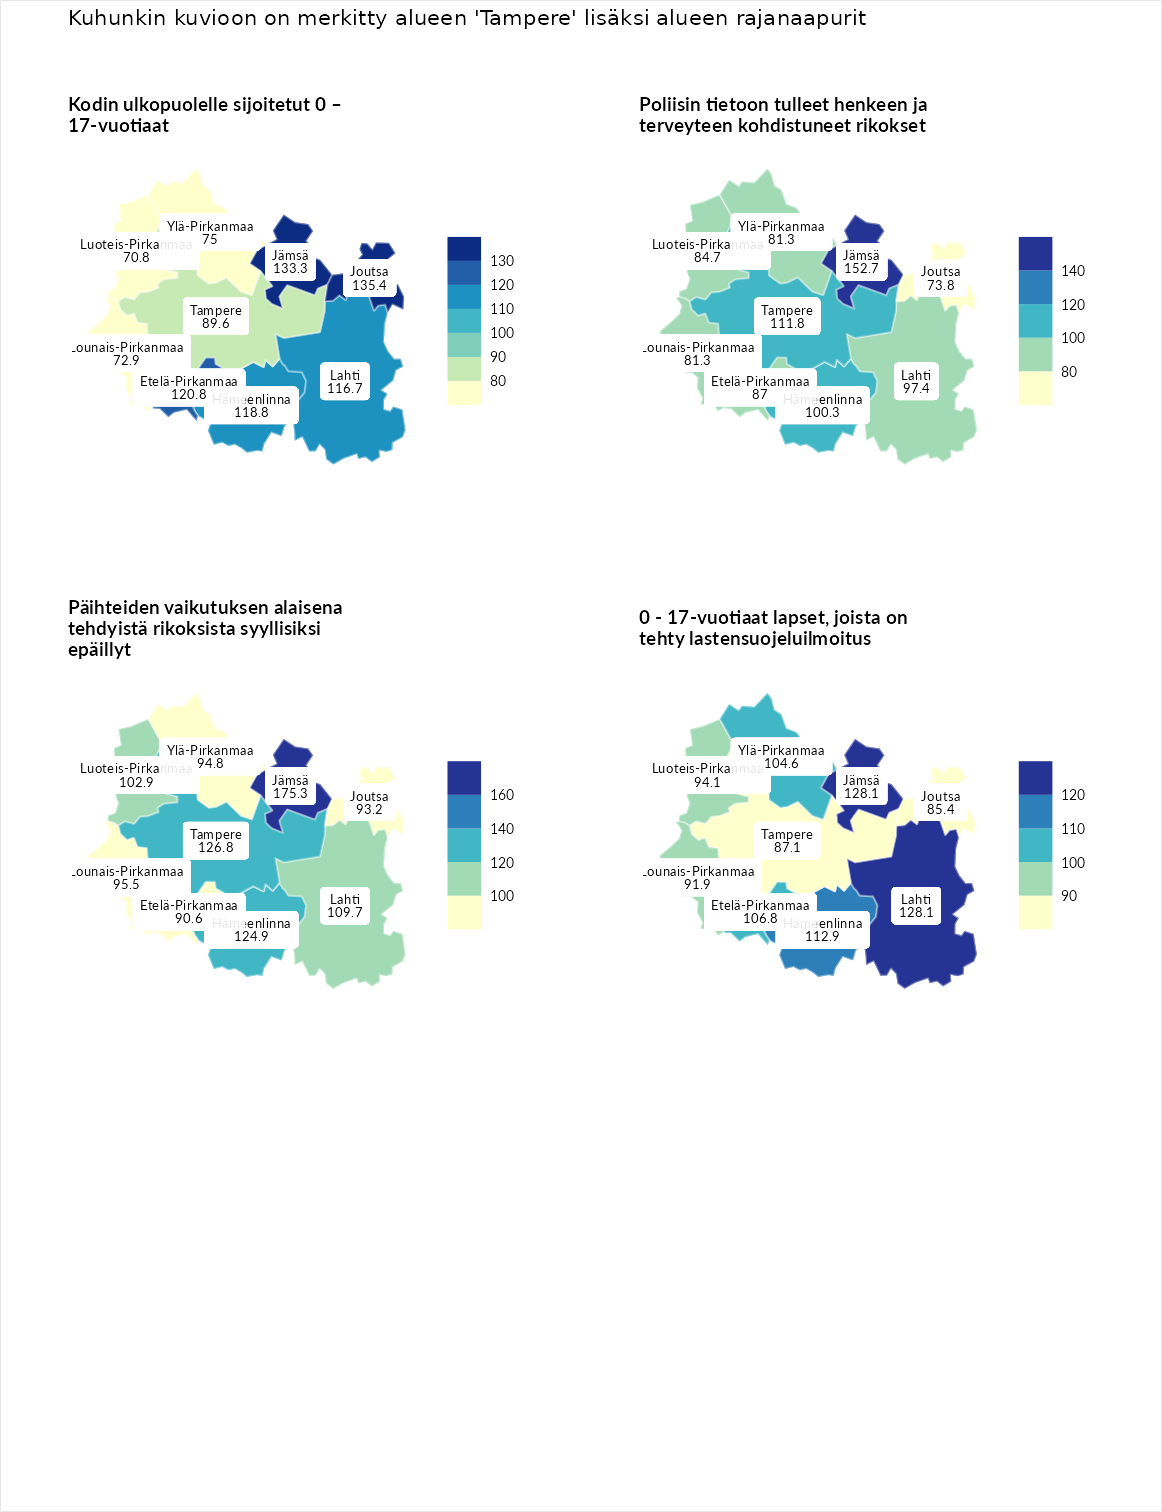 Kuhunkin kuvioon on merkitty alueen 'Tampere' lisäksi alueen rajanaapurit
Kodin ulkopuolelle sijoitetut 0 –
17-vuotiaat
Ylä-Pirkanmaa
75
Luoteis-Pirkanmaa
70.8
Jämsä
133.3
Joutsa
135.4
Tampere
89.6
Lounais-Pirkanmaa
72.9
Etelä-Pirkanmaa
120.8
Hämeenlinna
118.8
Lahti
116.7
130
120
110
100
90
80
Poliisin tietoon tulleet henkeen ja
terveyteen kohdistuneet rikokset
Ylä-Pirkanmaa
81.3
Luoteis-Pirkanmaa
84.7
Jämsä
152.7
Joutsa
73.8
Tampere
111.8
Lounais-Pirkanmaa
81.3
Etelä-Pirkanmaa
87
Hämeenlinna
100.3
Lahti
97.4
140
120
100
80
Päihteiden vaikutuksen alaisena
tehdyistä rikoksista syyllisiksi
epäillyt
Ylä-Pirkanmaa
94.8
Luoteis-Pirkanmaa
102.9
Jämsä
175.3
Joutsa
93.2
Tampere
126.8
Lounais-Pirkanmaa
95.5
Etelä-Pirkanmaa
90.6
Hämeenlinna
124.9
Lahti
109.7
160
140
120
100
0 - 17-vuotiaat lapset, joista on
tehty lastensuojeluilmoitus
Ylä-Pirkanmaa
104.6
Luoteis-Pirkanmaa
94.1
Jämsä
128.1
Joutsa
85.4
Tampere
87.1
Lounais-Pirkanmaa
91.9
Etelä-Pirkanmaa
106.8
Hämeenlinna
112.9
Lahti
128.1
120
110
100
90